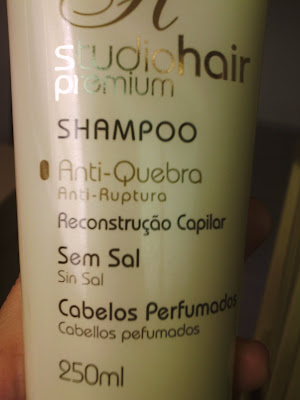 studiohair
premium
SHAMPOO
Anti-Quebra
Anti-Ruptura
Reconstrução Capilar
Sem Sal
Sin Sal
Cabelos Perfumados
Cabellos pefumados
250ml